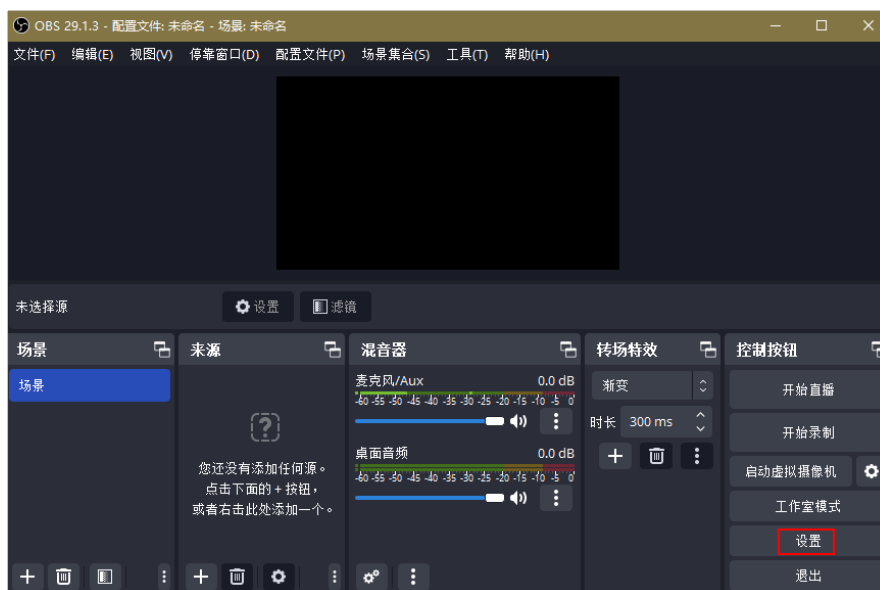 OBS 29.1.3 - 配置文件: 未命名 - 场景: 未命名
文件(F) 编辑(E) 视图(V) 停靠窗口(D) 配置文件(P) 场景集合(S) 工具(T) 帮助(H)
未选择源 设置 滤镜
场景 来源 混音器 转场特效 控制按钮
场景
麦克风/Aux 0.0 dB
-60 -55 -50 -45 -40 -35 -30 -25 -20 -15 -10 -5 0
桌面音频 0.0 dB
-60 -55 -50 -45 -40 -35 -30 -25 -20 -15 -10 -5 0
您还没有添加任何源。
点击下面的 + 按钮，
或者右击此处添加一个。
渐变
时长 300 ms
开始直播
开始录制
启动虚拟摄像机
工作室模式
设置
退出